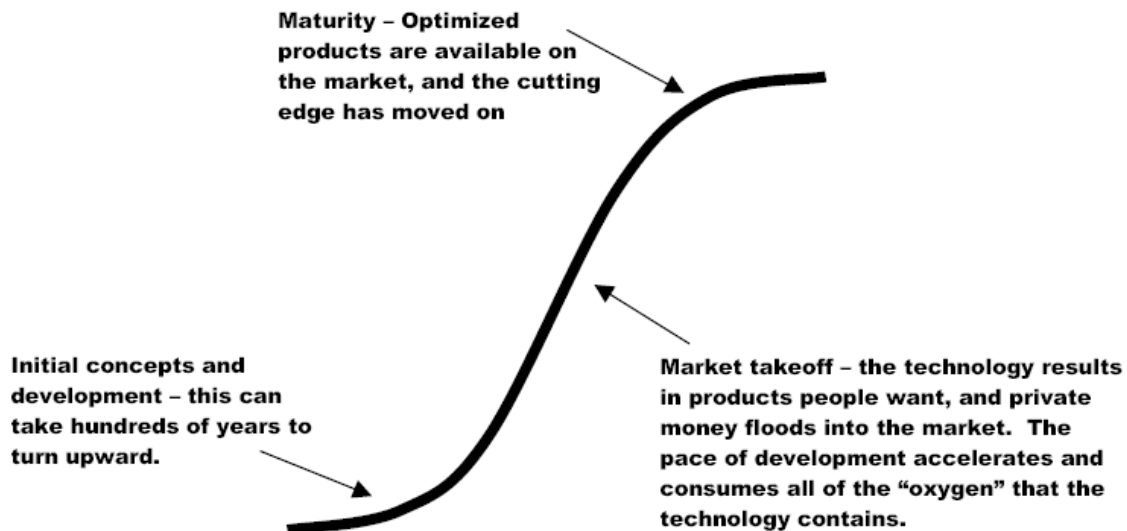 Maturity – Optimized
products are available on
the market, and the cutting
edge has moved on
Initial concepts and
development – this can
take hundreds of years to
turn upward.
Market takeoff – the technology results
in products people want, and private
money floods into the market.  The
pace of development accelerates and
consumes all of the “oxygen” that the
technology contains.